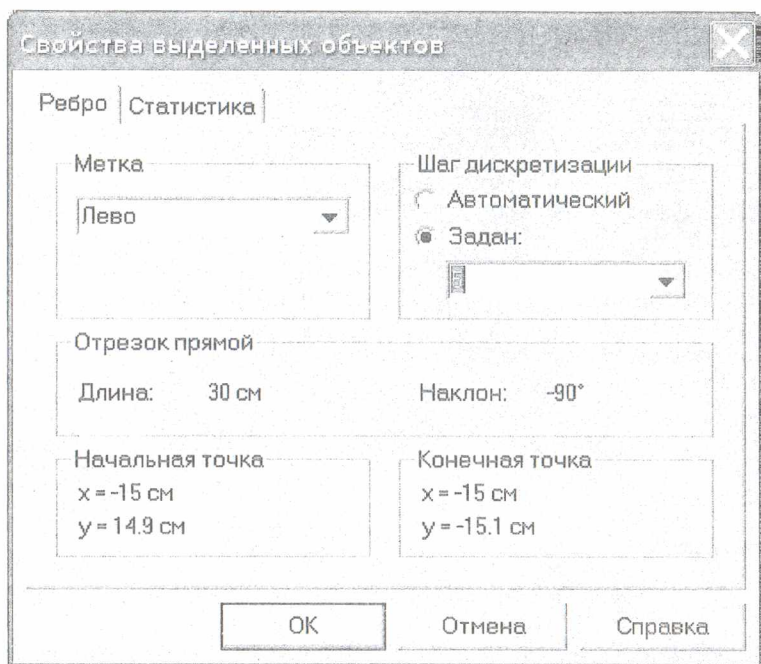 Свойства выделенных объектов
Ребро Статистика
Метка
Лево
Шаг дискретизации
Автоматический
Задан:
Отрезок прямой
Длина: 30 см Наклон: -90°
Начальная точка
x = -15 см
y = 14.9 см
Конечная точка
x = -15 см
y = -15.1 см
OK Отмена Справка